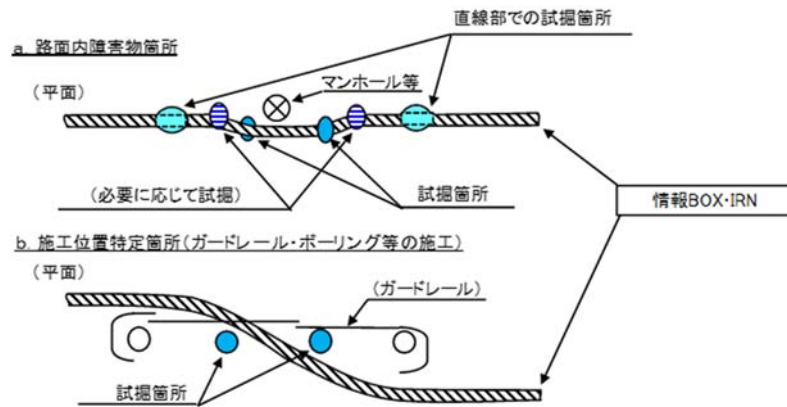 直線部での試掘箇所
a. 路面内障害物箇所
マンホール等
(平面)
(必要に応じて試掘)
試掘箇所
情報BOX・IRN
b. 施工位置特定箇所(ガードレール・ボーリング等の施工)
(平面)
(ガードレール)
試掘箇所